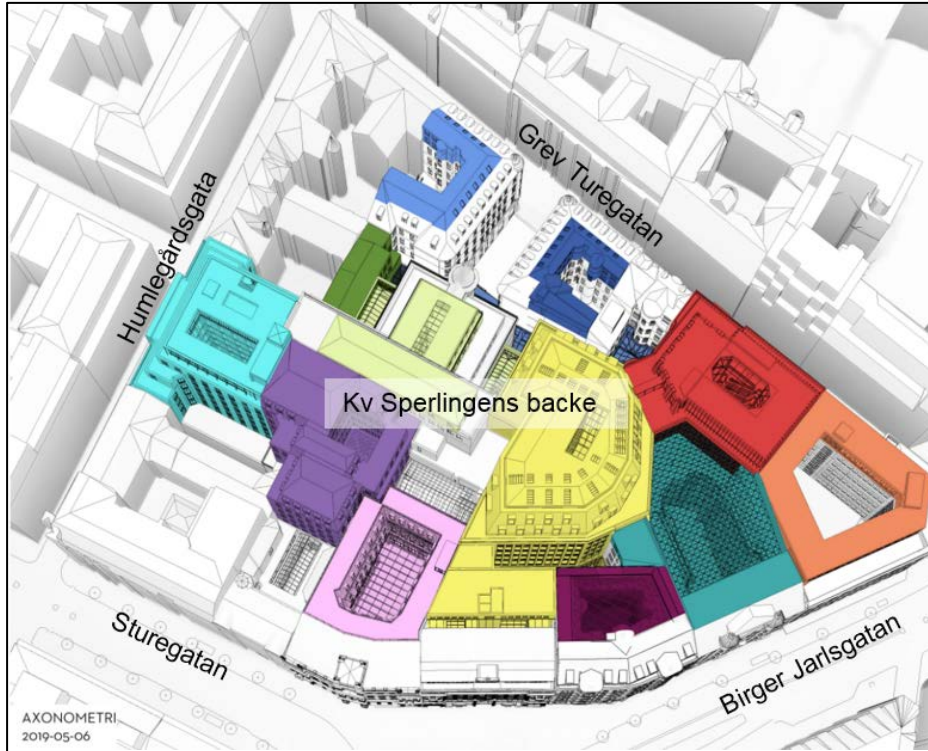 Grev Turegatan
Humlegårdsgata
Kv Sperlingens backe
Sturegatan
Birger Jarlsgatan
AXONOMETRI
2019-05-06